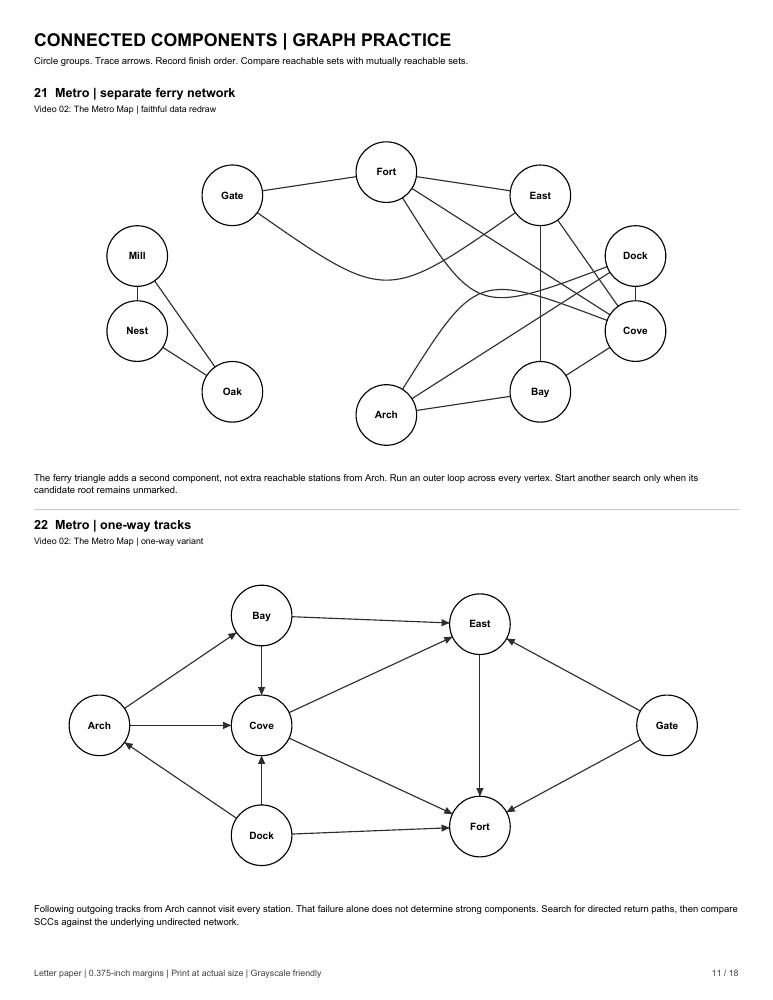 CONNECTED COMPONENTS | GRAPH PRACTICE
Circle groups. Trace arrows. Record finish order. Compare reachable sets with mutually reachable sets.
21 Metro | separate ferry network
Video 02: The Metro Map | faithful data redraw
Fort
Gate
East
Mill
Dock
Nest
Cove
Oak
Bay
Arch
The ferry triangle adds a second component, not extra reachable stations from Arch. Run an outer loop across every vertex. Start another search only when its
candidate root remains unmarked.
22 Metro | one-way tracks
Video 02: The Metro Map | one-way variant
Bay
East
Arch
Cove
Gate
Fort
Dock
Following outgoing tracks from Arch cannot visit every station. That failure alone does not determine strong components. Search for directed return paths, then compare
SCCs against the underlying undirected network.
Letter paper | 0.375-inch margins | Print at actual size | Grayscale friendly
11 / 18